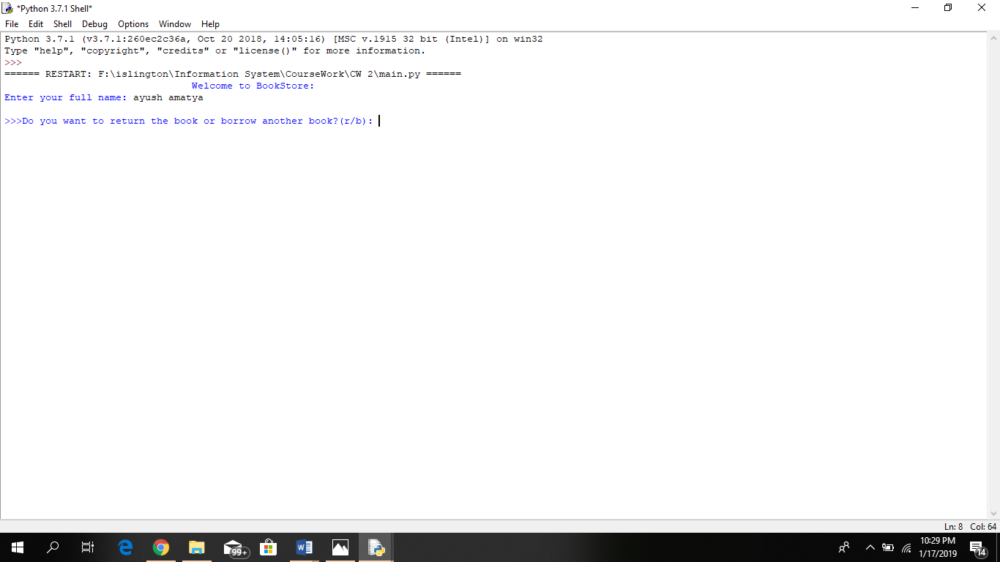 *Python 3.7.1 Shell*
File Edit Shell Debug Options Window Help
Python 3.7.1 (v3.7.1:260ec2c36a, Oct 20 2018, 14:05:16) [MSC v.1915 32 bit (Intel)] on win32
Type "help", "copyright", "credits" or "license()" for more information.
>>>
====== RESTART: F:\islington\Information System\CourseWork\CW 2\main.py ======
Welcome to BookStore:
Enter your full name: ayush amatya
>>>Do you want to return the book or borrow another book?(r/b):
Ln: 8 Col: 64
99+
10:29 PM
1/17/2019
14